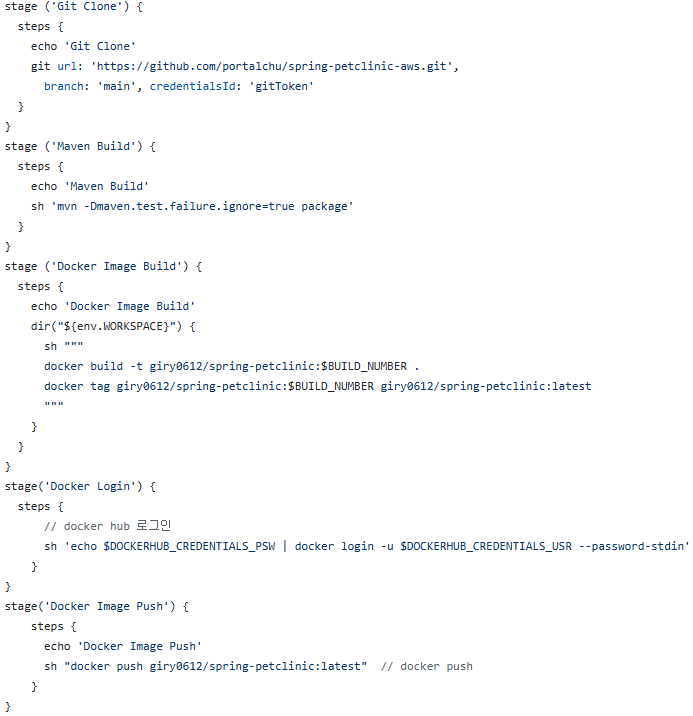 stage ('Git Clone') {
  steps {
    echo 'Git Clone'
    git url: 'https://github.com/portalchu/spring-petclinic-aws.git',
      branch: 'main', credentialsId: 'gitToken'
  }
}
stage ('Maven Build') {
  steps {
    echo 'Maven Build'
    sh 'mvn -Dmaven.test.failure.ignore=true package'
  }
}
stage ('Docker Image Build') {
  steps {
    echo 'Docker Image Build'
    dir("${env.WORKSPACE}") {
      sh """
      docker build -t giry0612/spring-petclinic:$BUILD_NUMBER .
      docker tag giry0612/spring-petclinic:$BUILD_NUMBER giry0612/spring-petclinic:latest
      """
    }
  }
}
stage('Docker Login') {
  steps {
      // docker hub 로그인
      sh 'echo $DOCKERHUB_CREDENTIALS_PSW | docker login -u $DOCKERHUB_CREDENTIALS_USR --password-stdin'
    }
}
stage('Docker Image Push') {
    steps {
      echo 'Docker Image Push'
      sh "docker push giry0612/spring-petclinic:latest"  // docker push
    }
}